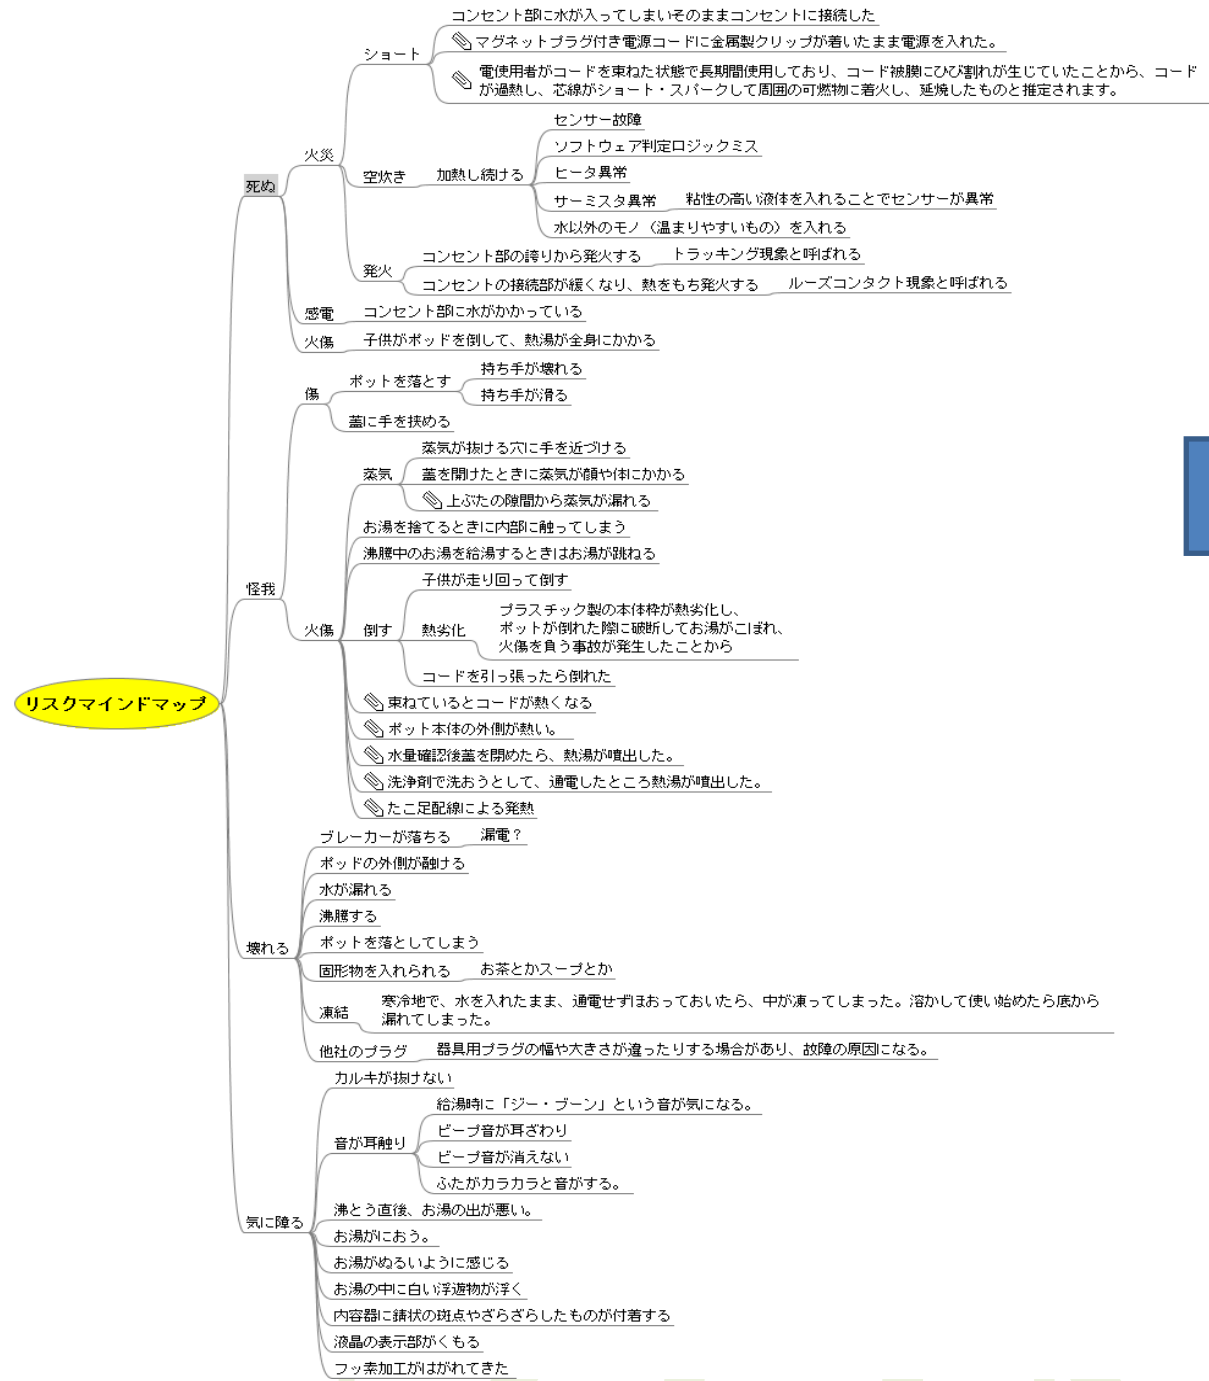 コンセント部に水が入ってしまいそのままコンセントに接続した
マグネットプラグ付き電源コードに金属製クリップが着いたまま電源を入れた。
ショート
電使用者がコードを束ねた状態で長期間使用しており、コード被膜にひび割れが生じていたことから、コード
が過熱し、芯線がショート・スパークして周囲の可燃物に着火し、延焼したものと推定されます。
センサー故障
ソフトウェア判定ロジックミス
火災
空炊き
加熱し続ける
ヒータ異常
死ぬ
サーミスタ異常
粘性の高い液体を入れることでセンサーが異常
水以外のモノ（温まりやすいもの）を入れる
コンセント部の誇りから発火する
トラッキング現象と呼ばれる
発火
コンセントの接続部が緩くなり、熱をもち発火する
ルーズコンタクト現象と呼ばれる
感電
コンセント部に水がかかっている
火傷
子供がポッドを倒して、熱湯が全身にかかる
持ち手が壊れる
ポットを落とす
傷
持ち手が滑る
蓋に手を挟める
蒸気が抜ける穴に手を近づける
蒸気
蓋を開けたときに蒸気が顔や体にかかる
上ぶたの隙間から蒸気が漏れる
お湯を捨てるときに内部に触ってしまう
沸騰中のお湯を給湯するときはお湯が跳ねる
子供が走り回って倒す
怪我
プラスチック製の本体枠が熱劣化し、
火傷
倒す
熱劣化
ポットが倒れた際に破断してお湯がこぼれ、
火傷を負う事故が発生したことから
コードを引っ張ったら倒れた
リスクマインドマップ
束ねているとコードが熱くなる
ポット本体の外側が熱い。
水量確認後蓋を閉めたら、熱湯が噴出した。
洗浄剤で洗おうとして、通電したところ熱湯が噴出した。
たこ足配線による発熱
ブレーカーが落ちる
漏電？
ポッドの外側が融ける
水が漏れる
沸騰する
壊れる
ポットを落としてしまう
固形物を入れられる
お茶とかスープとか
凍結
寒冷地で、水を入れたまま、通電せずほおっておいたら、中が凍ってしまった。溶かして使い始めたら底から
漏れてしまった。
他社のプラグ
器具用プラグの幅や大きさが違ったりする場合があり、故障の原因になる。
カルキが抜けない
給湯時に「ジー・ブーン」という音が気になる。
音が耳触り
ビープ音が耳ざわり
ビープ音が消えない
ふたがカラカラと音がする。
気に障る
沸とう直後、お湯の出が悪い。
お湯がにおう。
お湯がぬるいように感じる
お湯の中に白い浮遊物が浮く
内容器に錆状の斑点やざらざらしたものが付着する
液晶の表示部がくもる
フッ素加工がはがれてきた